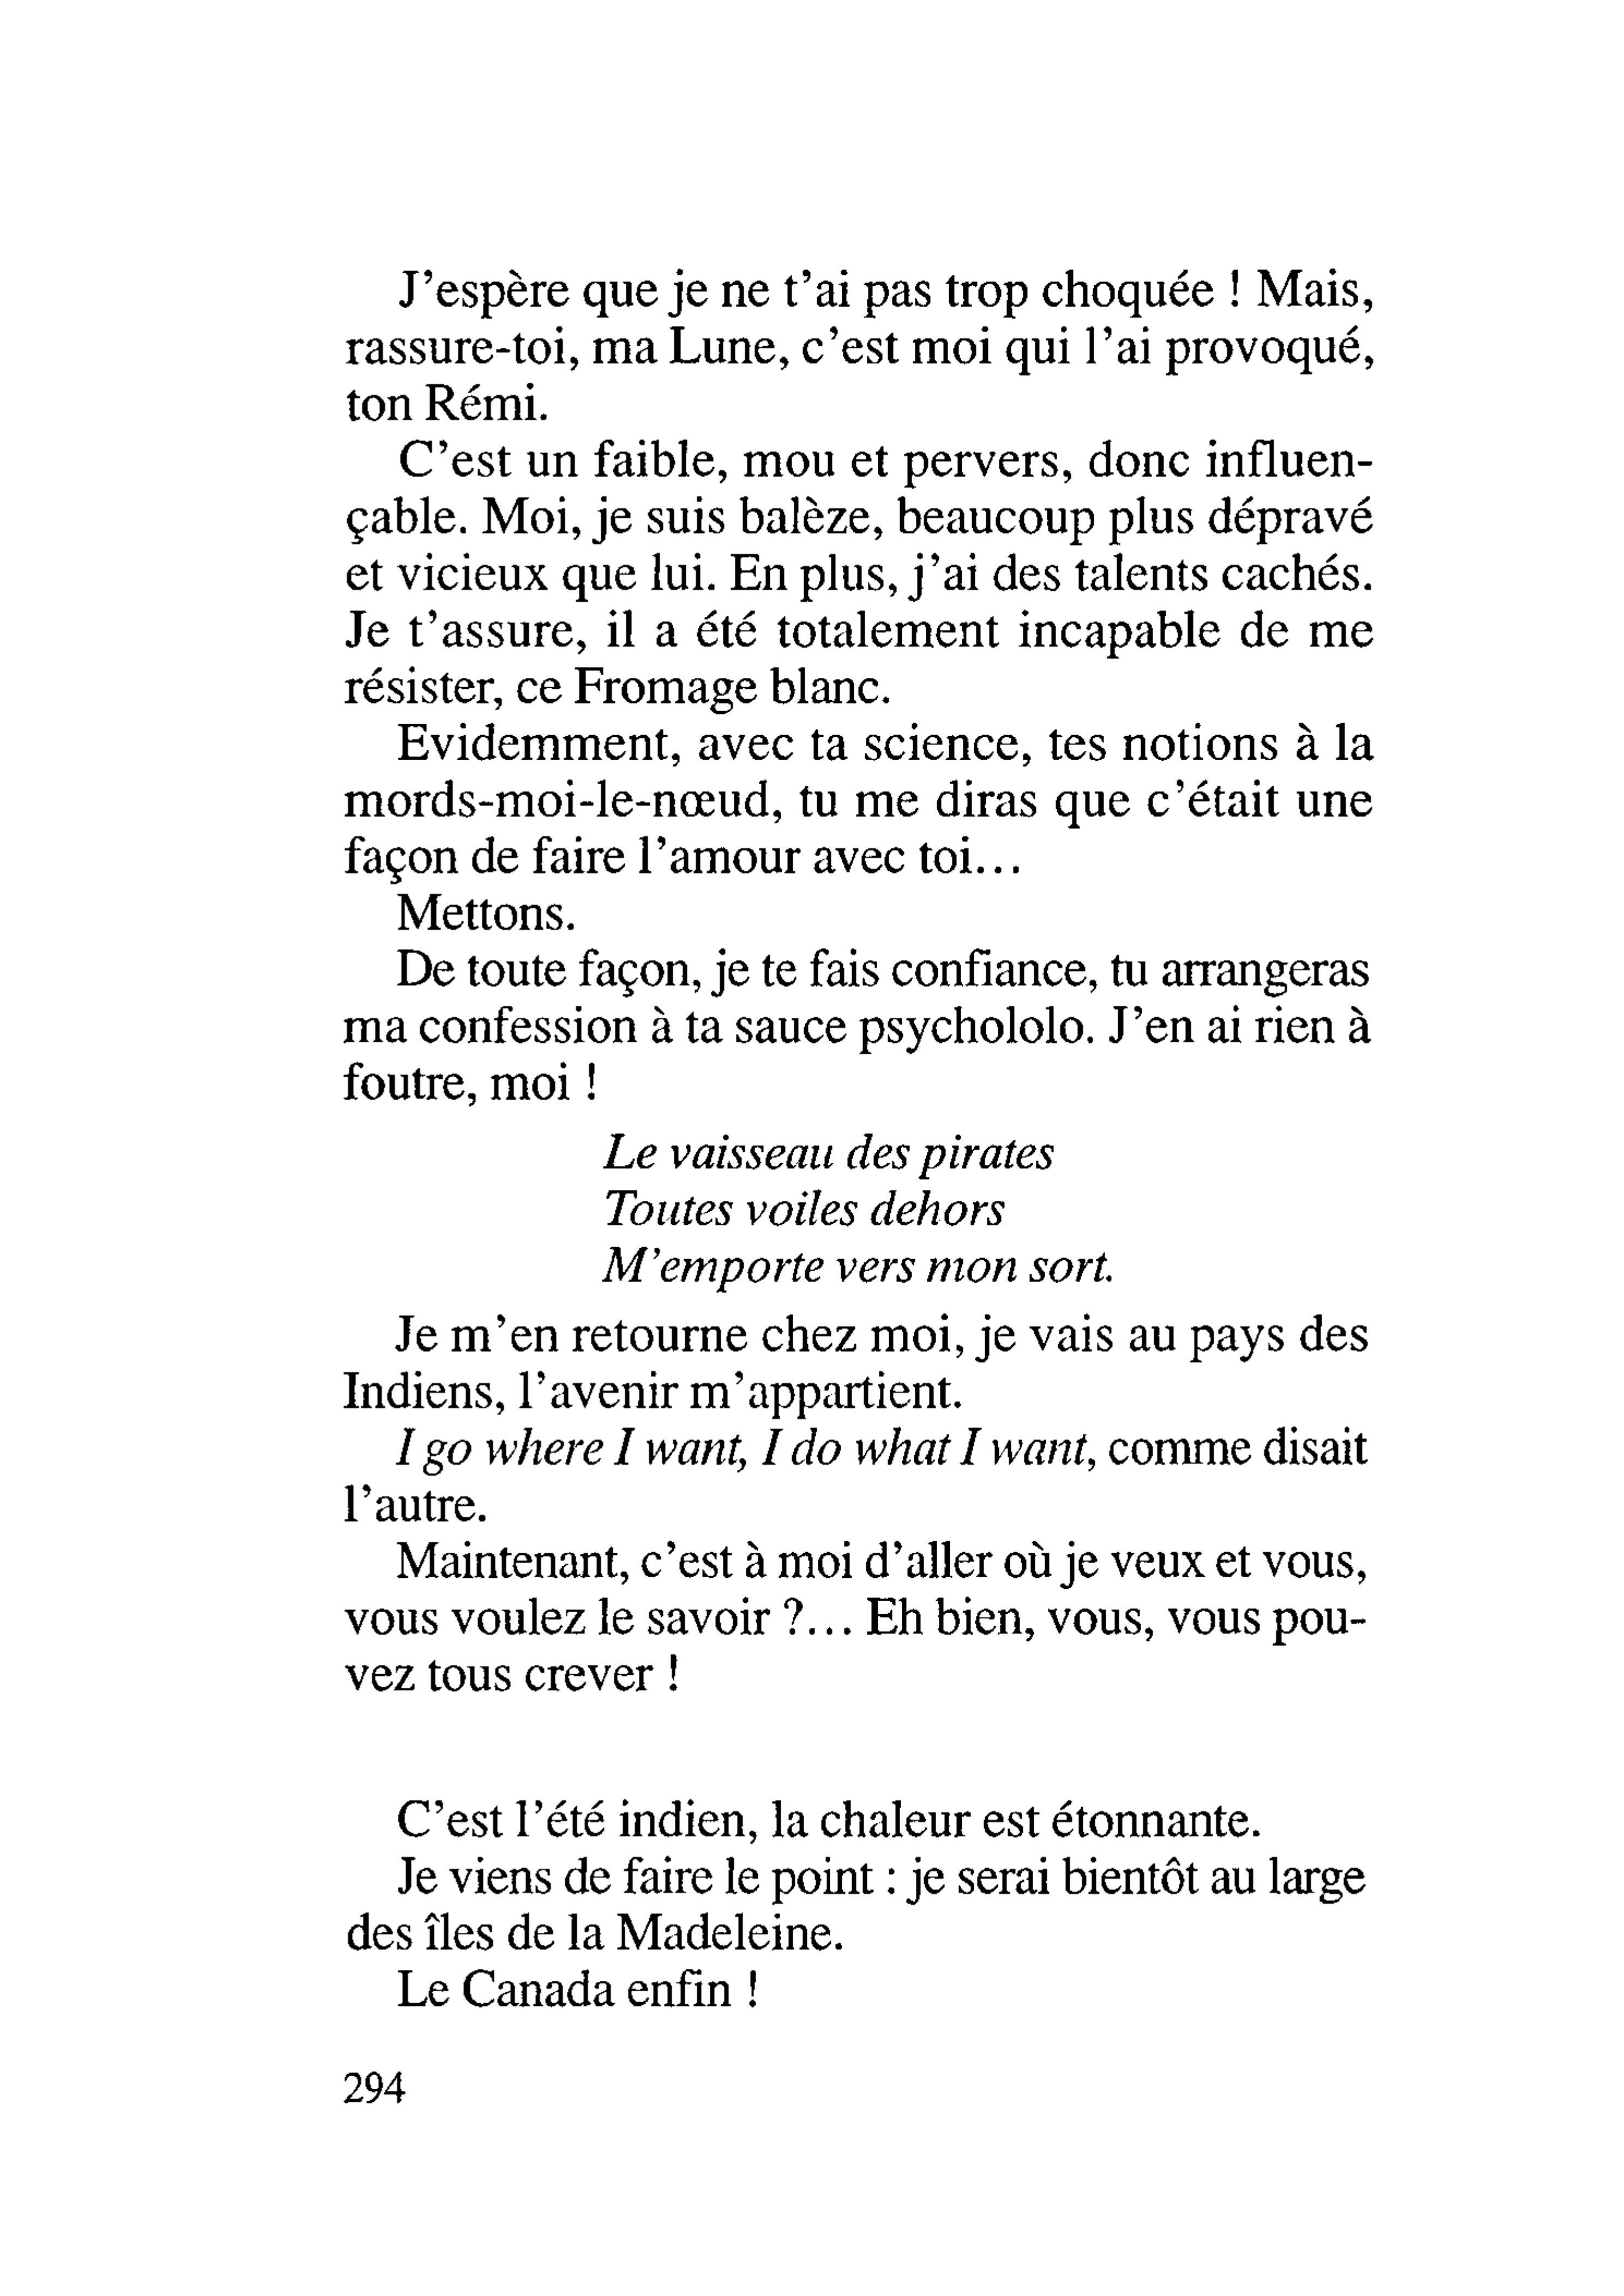 J’espère que je ne t’ai pas trop choquée ! Mais,
rassure-toi, ma Lune, c’est moi qui l’ai provoqué,
ton Rémi.
C’est un faible, mou et pervers, donc influen-
çable. Moi, je suis balèze, beaucoup plus dépravé
et vicieux que lui. En plus, j’ai des talents cachés.
Je t’assure, il a été totalement incapable de me
résister, ce Fromage blanc.
Evidemment, avec ta science, tes notions à la
mords-moi-le-nœud, tu me diras que c’était une
façon de faire l’amour avec toi...
Mettons.
De toute façon, je te fais confiance, tu arrangeras
ma confession à ta sauce psychololo. J’en ai rien à
foutre, moi !
Le vaisseau des pirates
Toutes voiles dehors
M’emporte vers mon sort.
Je m’en retourne chez moi, je vais au pays des
Indiens, l’avenir m’appartient.
I go where I want, I do what I want, comme disait
l’autre.
Maintenant, c’est à moi d’aller où je veux et vous,
vous voulez le savoir ?... Eh bien, vous, vous pou-
vez tous crever !
C’est l’été indien, la chaleur est étonnante.
Je viens de faire le point : je serai bientôt au large
des îles de la Madeleine.
Le Canada enfin !
294